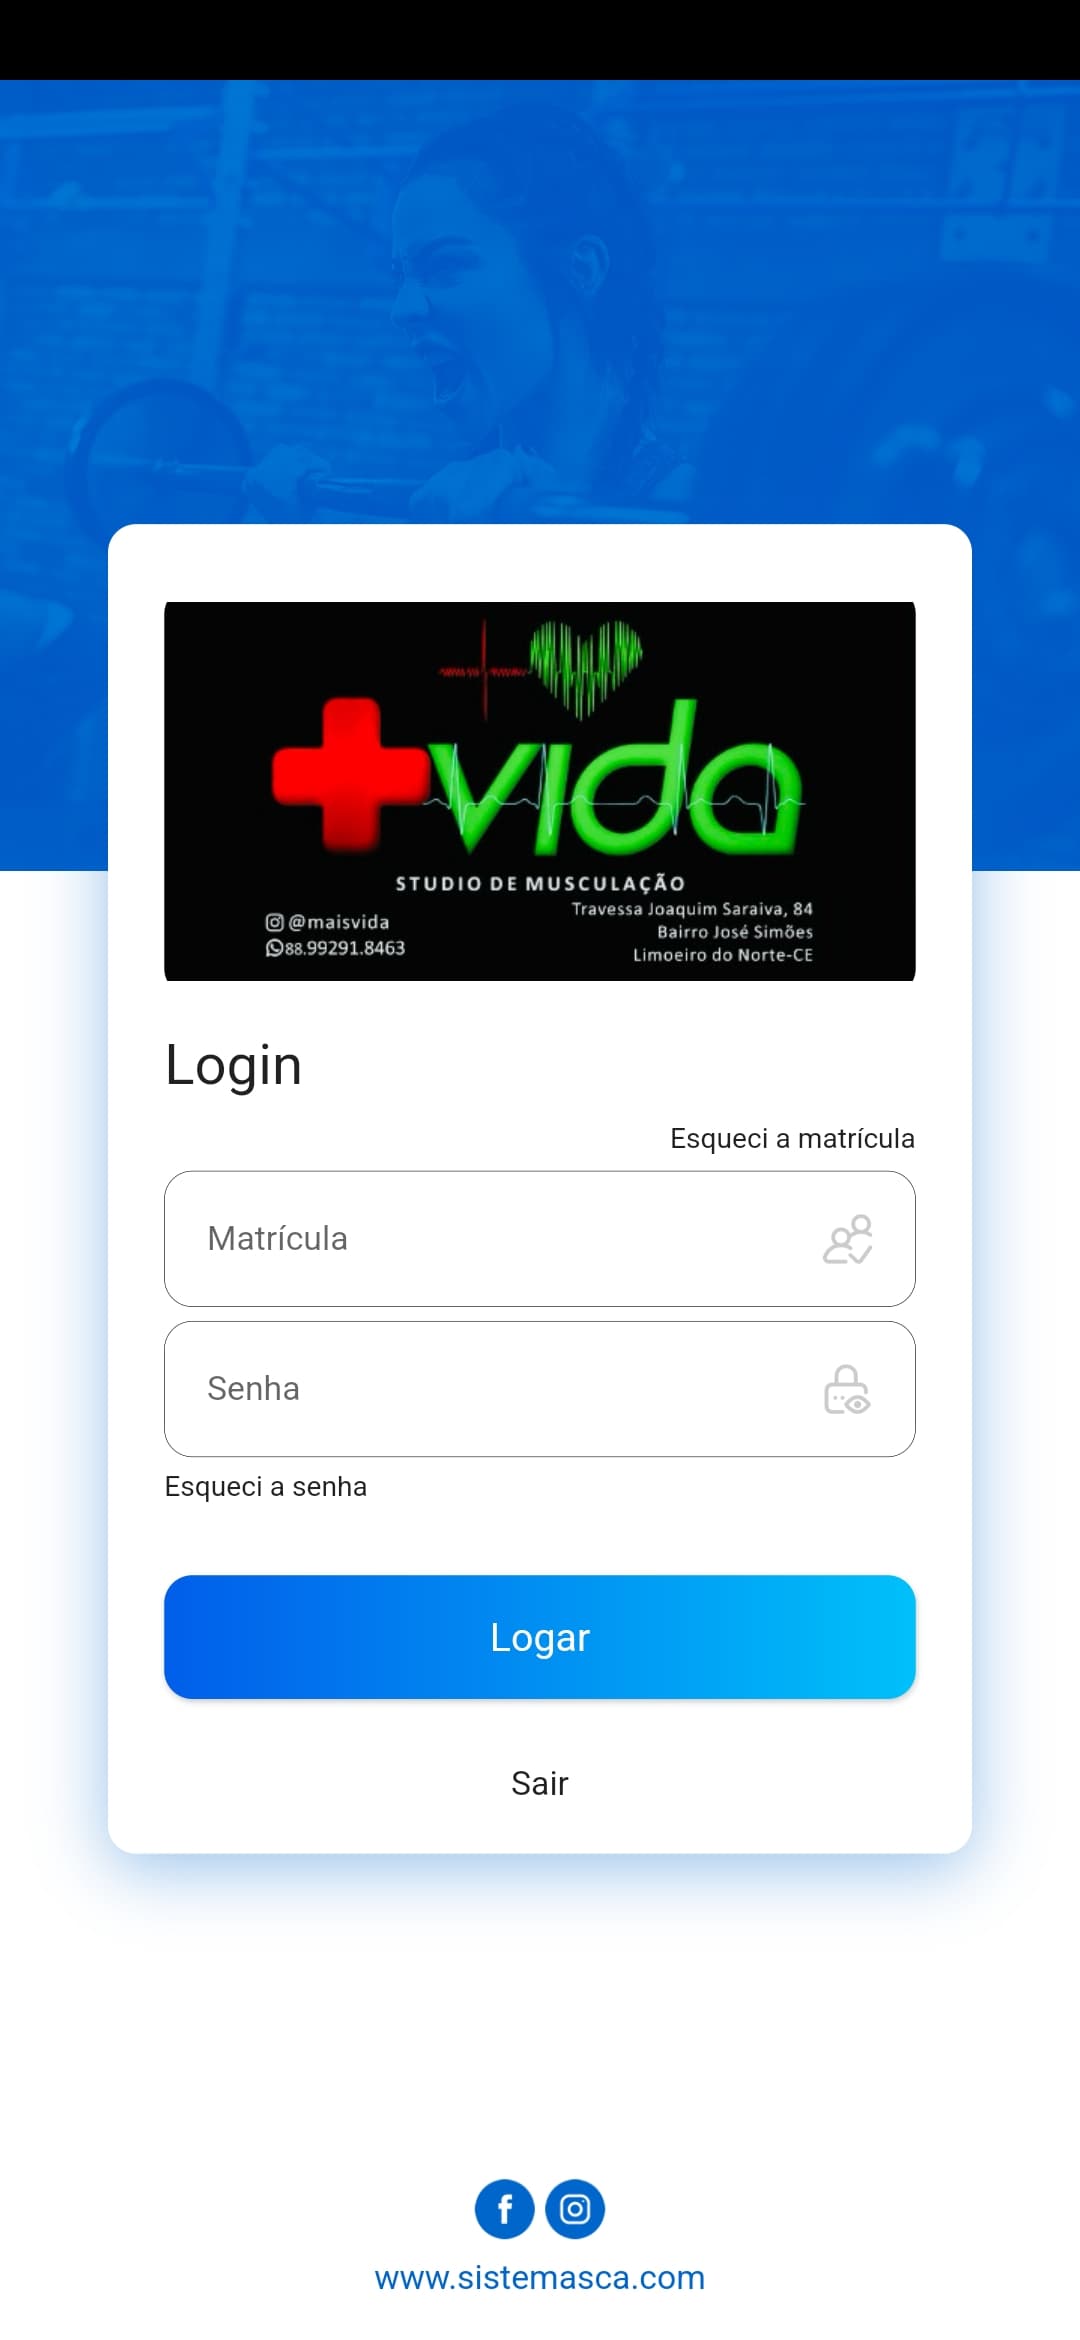 vida
STUDIO DE MUSCULAÇÃO
@maisvida
88.99291.8463
Travessa Joaquim Saraiva, 84
Bairro José Simões
Limoeiro do Norte-CE
Login
Esqueci a matrícula
Matrícula
Senha
Esqueci a senha
Logar
Sair
www.sistemasca.com